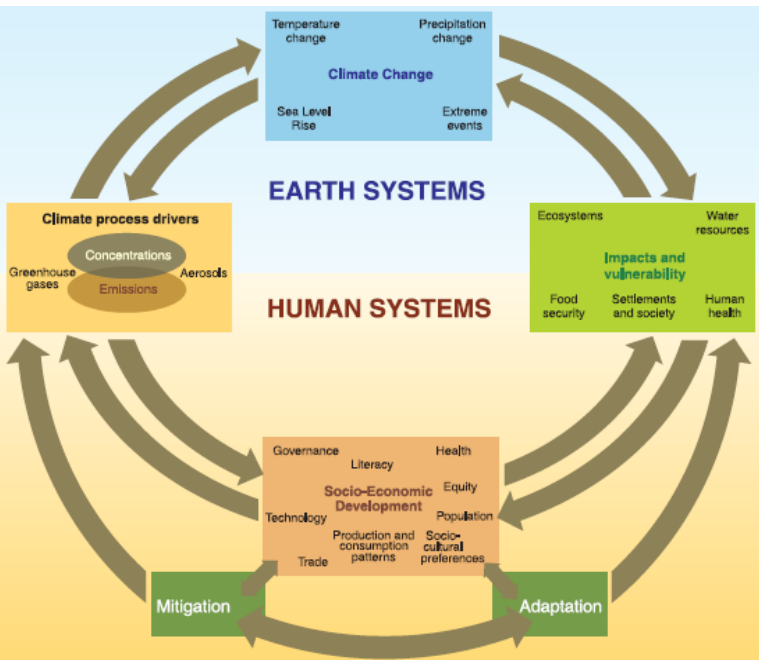 Temperature
change
Precipitation
change
Climate Change
Sea Level
Rise
Extreme
events
EARTH SYSTEMS
Climate process drivers
Concentrations
Greenhouse
gases
Aerosols
Emissions
Ecosystems
Water
resources
Impacts and
vulnerability
Food
security
Settlements
and society
Human
health
HUMAN SYSTEMS
Governance
Literacy
Health
Equity
Socio-Economic
Development
Technology
Population
Production and
consumption
patterns
Socio-
cultural
preferences
Trade
Mitigation
Adaptation